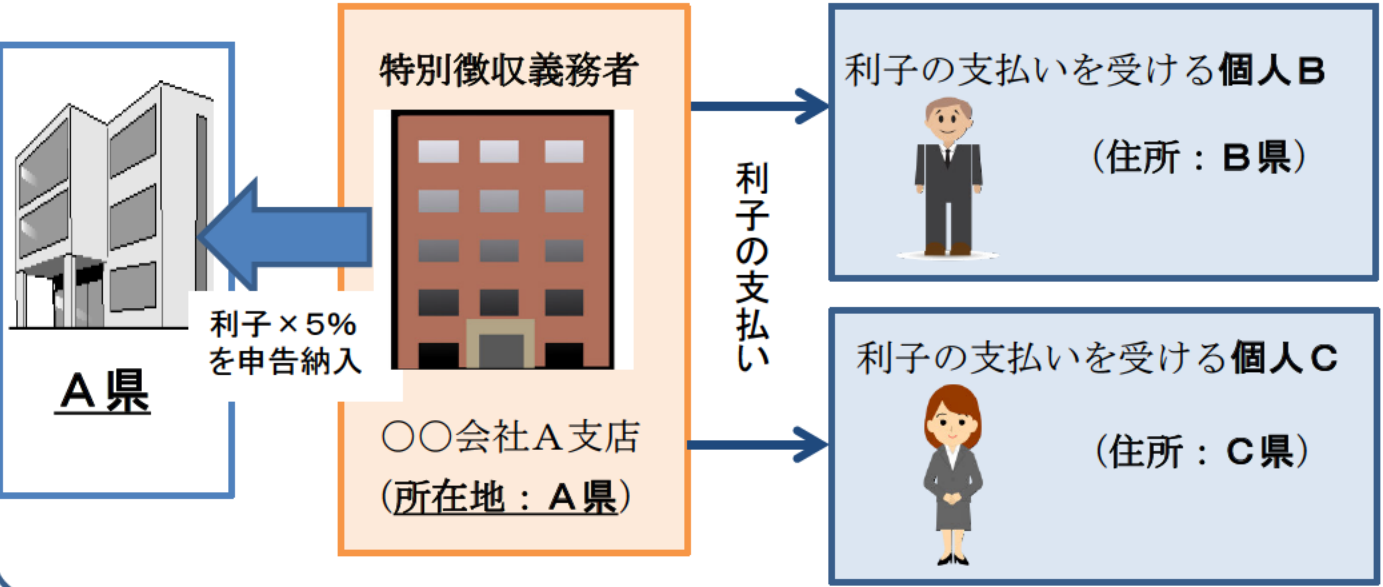 A県
利子×5%
を申告納入
特別徴収義務者
〇〇会社A支店
(所在地：A県)
利子の支払い
利子の支払いを受ける個人B
(住所：B県)
利子の支払いを受ける個人C
(住所：C県)